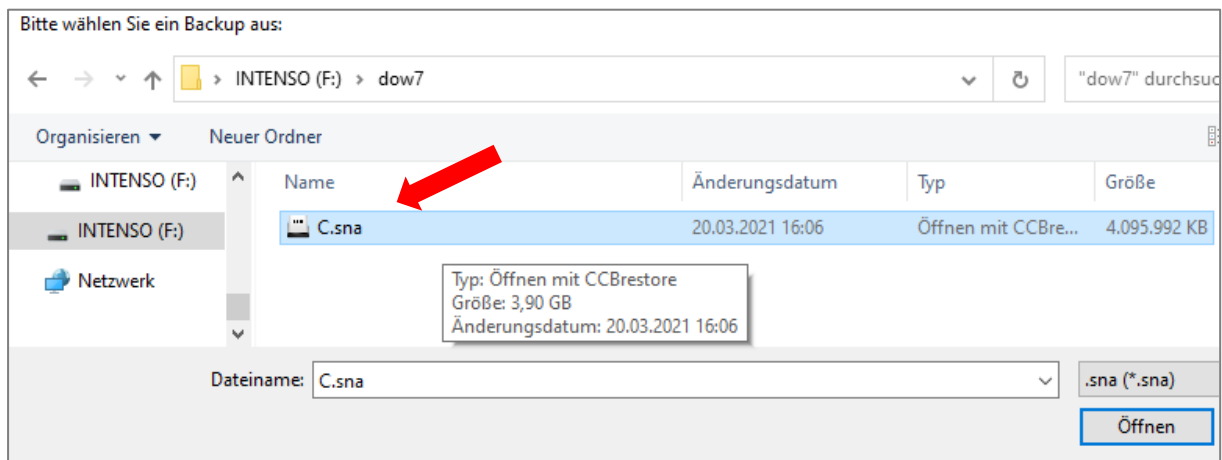 Bitte wählen Sie ein Backup aus:
INTENSO (F:) > dow7
"dow7" durchsuc
Organisieren
Neuer Ordner
INTENSO (F:)
INTENSO (F:)
Netzwerk
Name Änderungsdatum Typ Größe
C.sna 20.03.2021 16:06 Öffnen mit CCBre... 4.095.992 KB
Typ: Öffnen mit CCBrestore
Größe: 3,90 GB
Änderungsdatum: 20.03.2021 16:06
Dateiname: C.sna
.sna (*.sna)
Öffnen